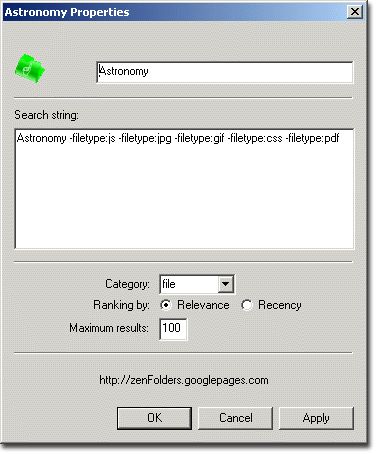 Astronomy Properties
Astronomy
Search string:
Astronomy -filetype:js -filetype:jpg -filetype:gif -filetype:css -filetype:pdf
Category: file
Ranking by: Relevance Recency
Maximum results: 100
http://zenFolders.googlepages.com
OK Cancel Apply